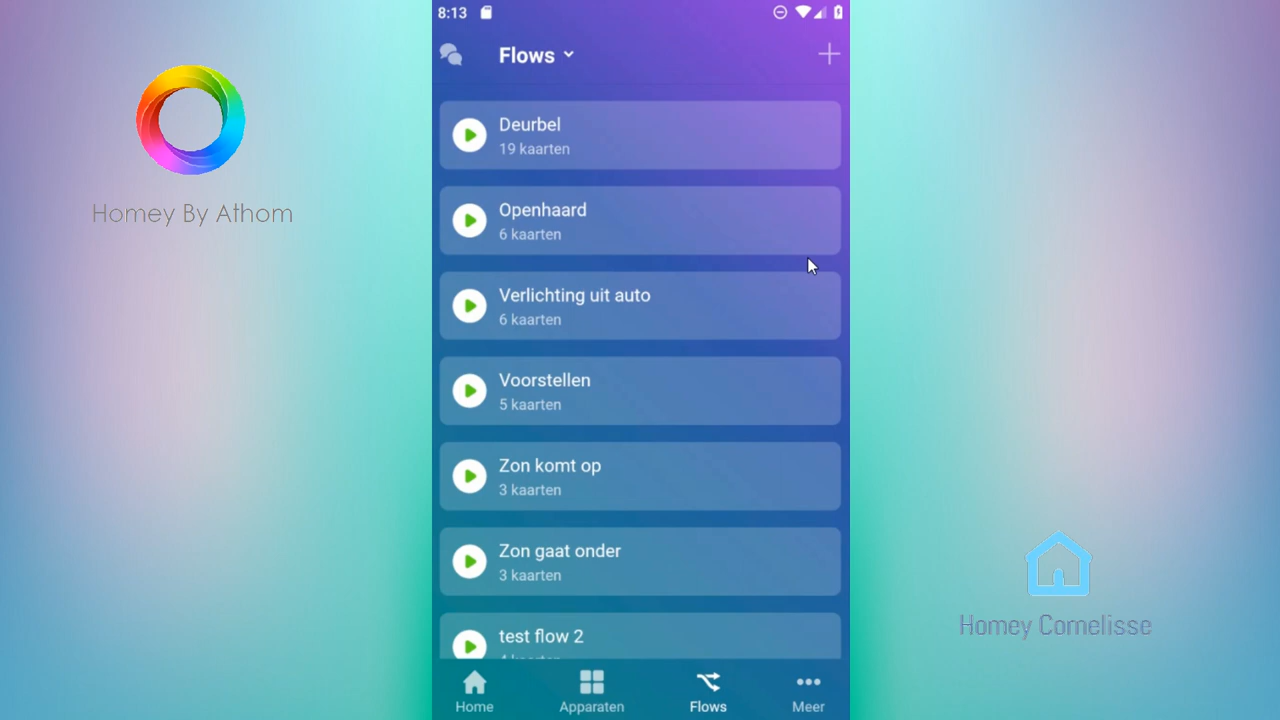 8:13
Flows
Homey By Athom
Deurbel
19 kaarten
Openhaard
6 kaarten
Verlichting uit auto
6 kaarten
Voorstellen
5 kaarten
Zon komt op
3 kaarten
Zon gaat onder
3 kaarten
test flow 2
Homey Cornelisse
Home
Apparaten
Flows
Meer